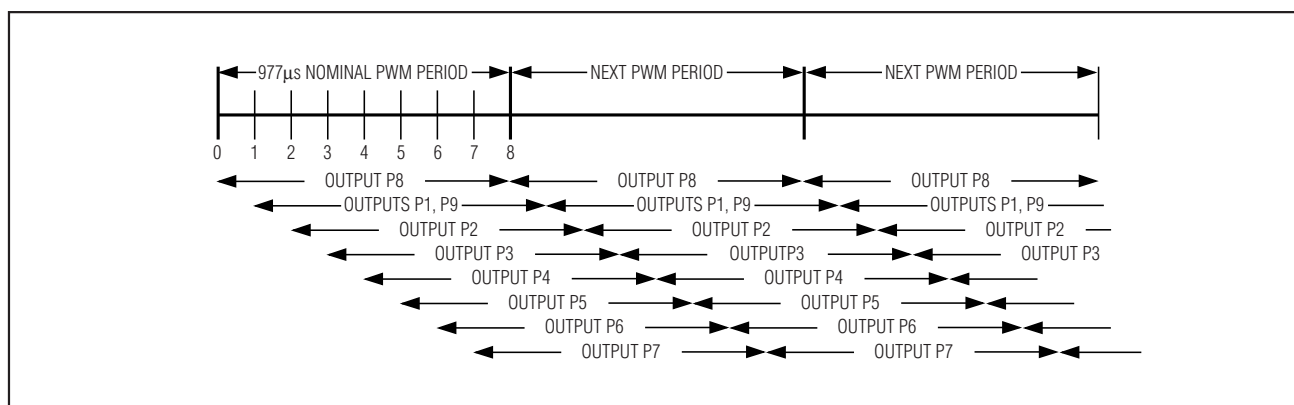 977μs NOMINAL PWM PERIOD NEXT PWM PERIOD NEXT PWM PERIOD
0 1 2 3 4 5 6 7 8
OUTPUT P8 OUTPUT P8 OUTPUT P8
OUTPUTS P1, P9 OUTPUTS P1, P9 OUTPUTS P1, P9
OUTPUT P2 OUTPUT P2 OUTPUT P2
OUTPUT P3 OUTPUTP3 OUTPUT P3
OUTPUT P4 OUTPUT P4
OUTPUT P5 OUTPUT P5
OUTPUT P6 OUTPUT P6
OUTPUT P7 OUTPUT P7